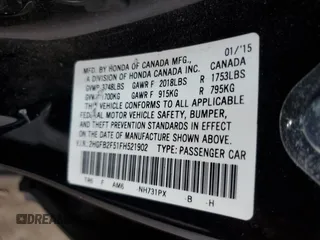 MFD. BY HONDA OF CANADA MFG., 01/'15
A DIVISION OF HONDA CANADA INC. CANADA
GVWR 3748LBS GAWR F 2018LBS R 1753LBS
1700KG GAWR F 915KG R 795KG
THIS VEHICLE CONFORMS TO ALL APPLICABLE
FEDERAL MOTOR VEHICLE SAFETY, BUMPER,
AND THEFT PREVENTION STANDARDS IN EFFECT
ON THE DATE OF MANUFACTURE SHOWN ABOVE.
V.I.N.: 2HGFB2F51FH521902 TYPE: PASSENGER CAR
F AM6 NH731PX B -H